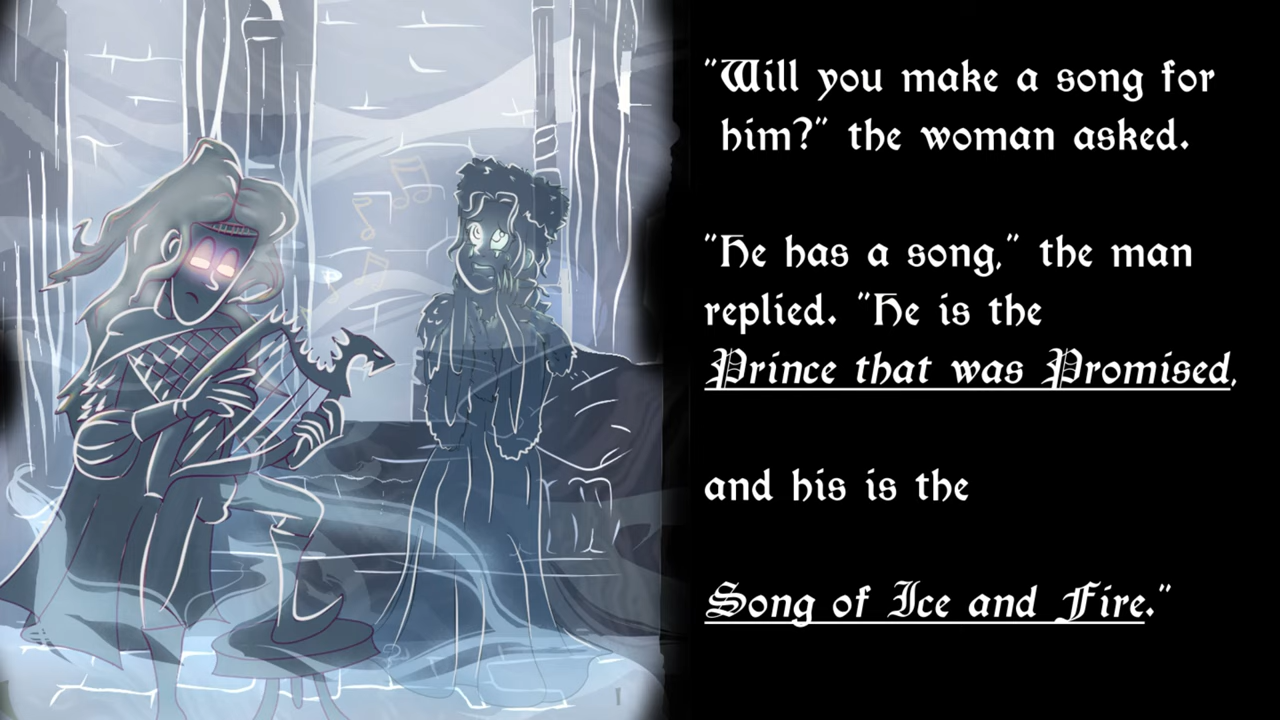 "Will you make a song for
him?" the woman asked.
"He has a song," the man
replied. "He is the
Prince that was Promised,
and his is the
Song of Ice and Fire."